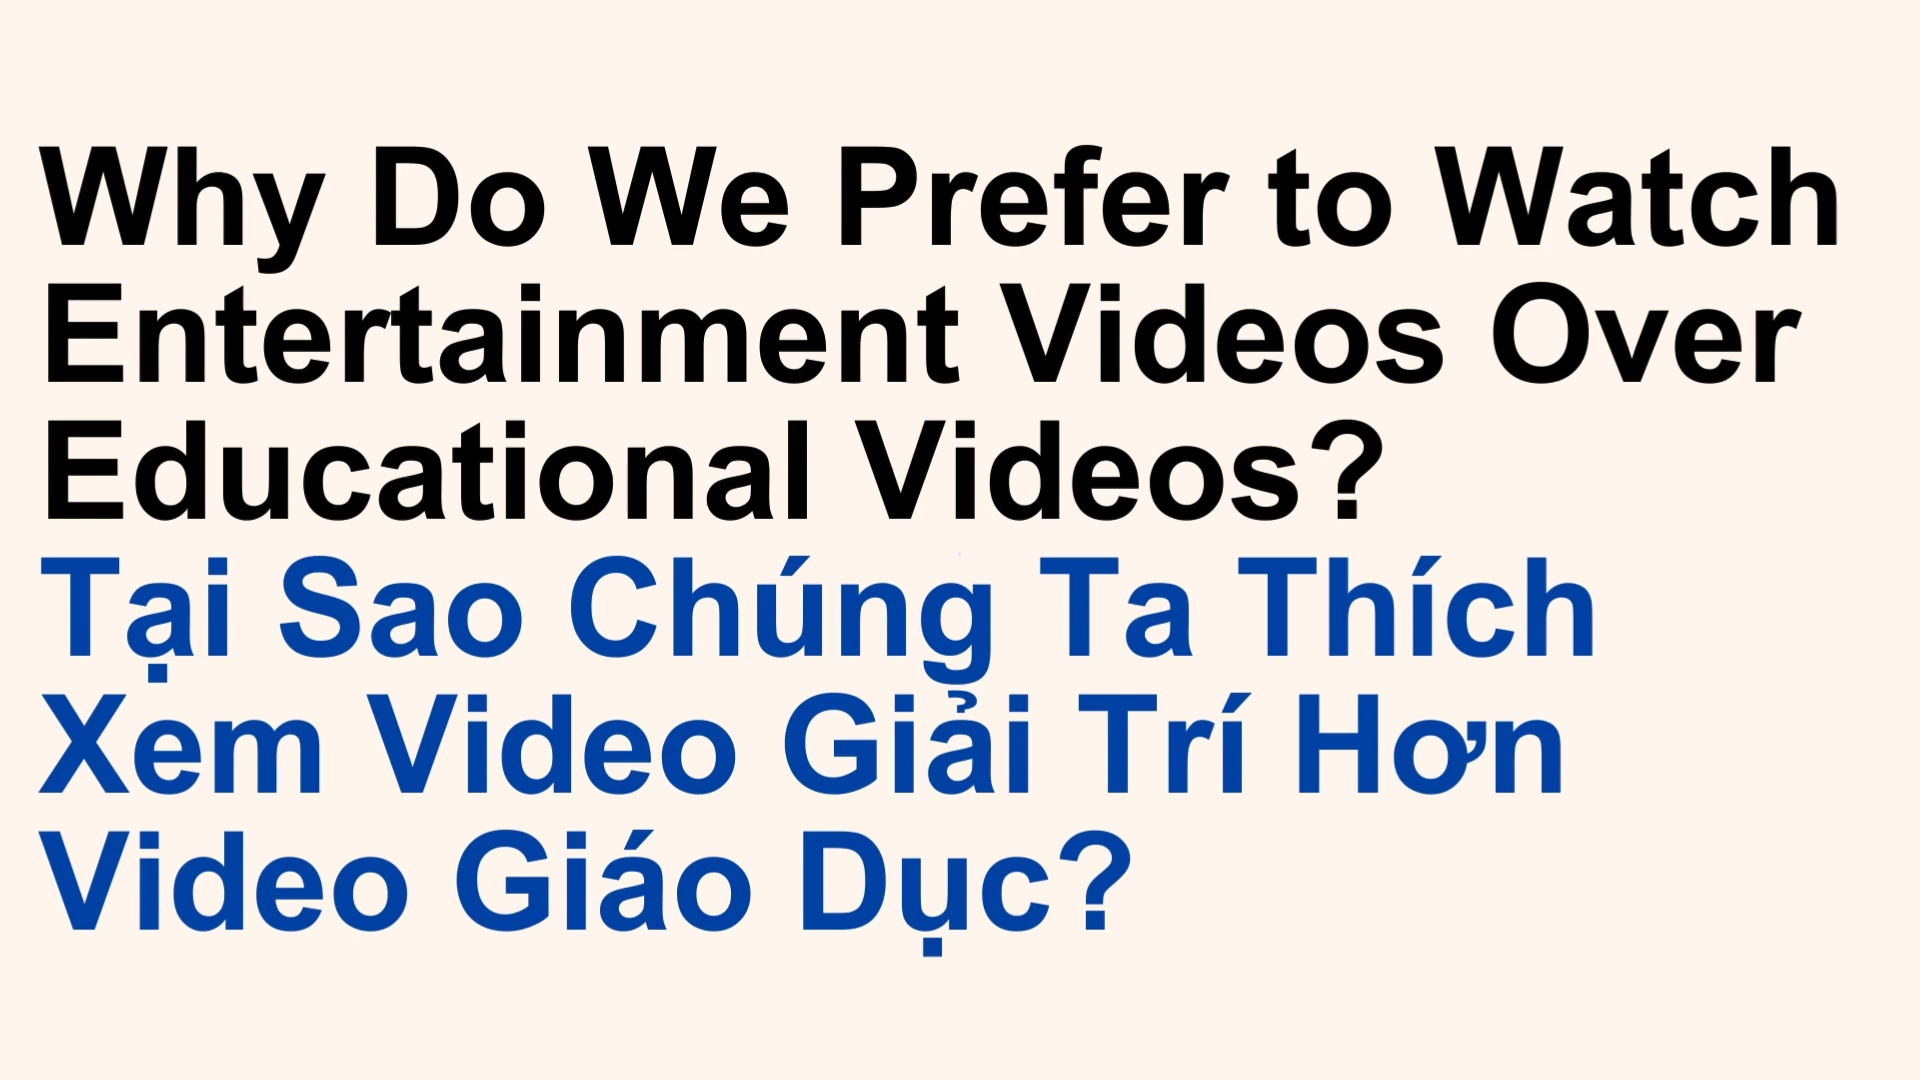 Why Do We Prefer to Watch
Entertainment Videos Over
Educational Videos?
Tại Sao Chúng Ta Thích
Xem Video Giải Trí Hơn
Video Giáo Dục?